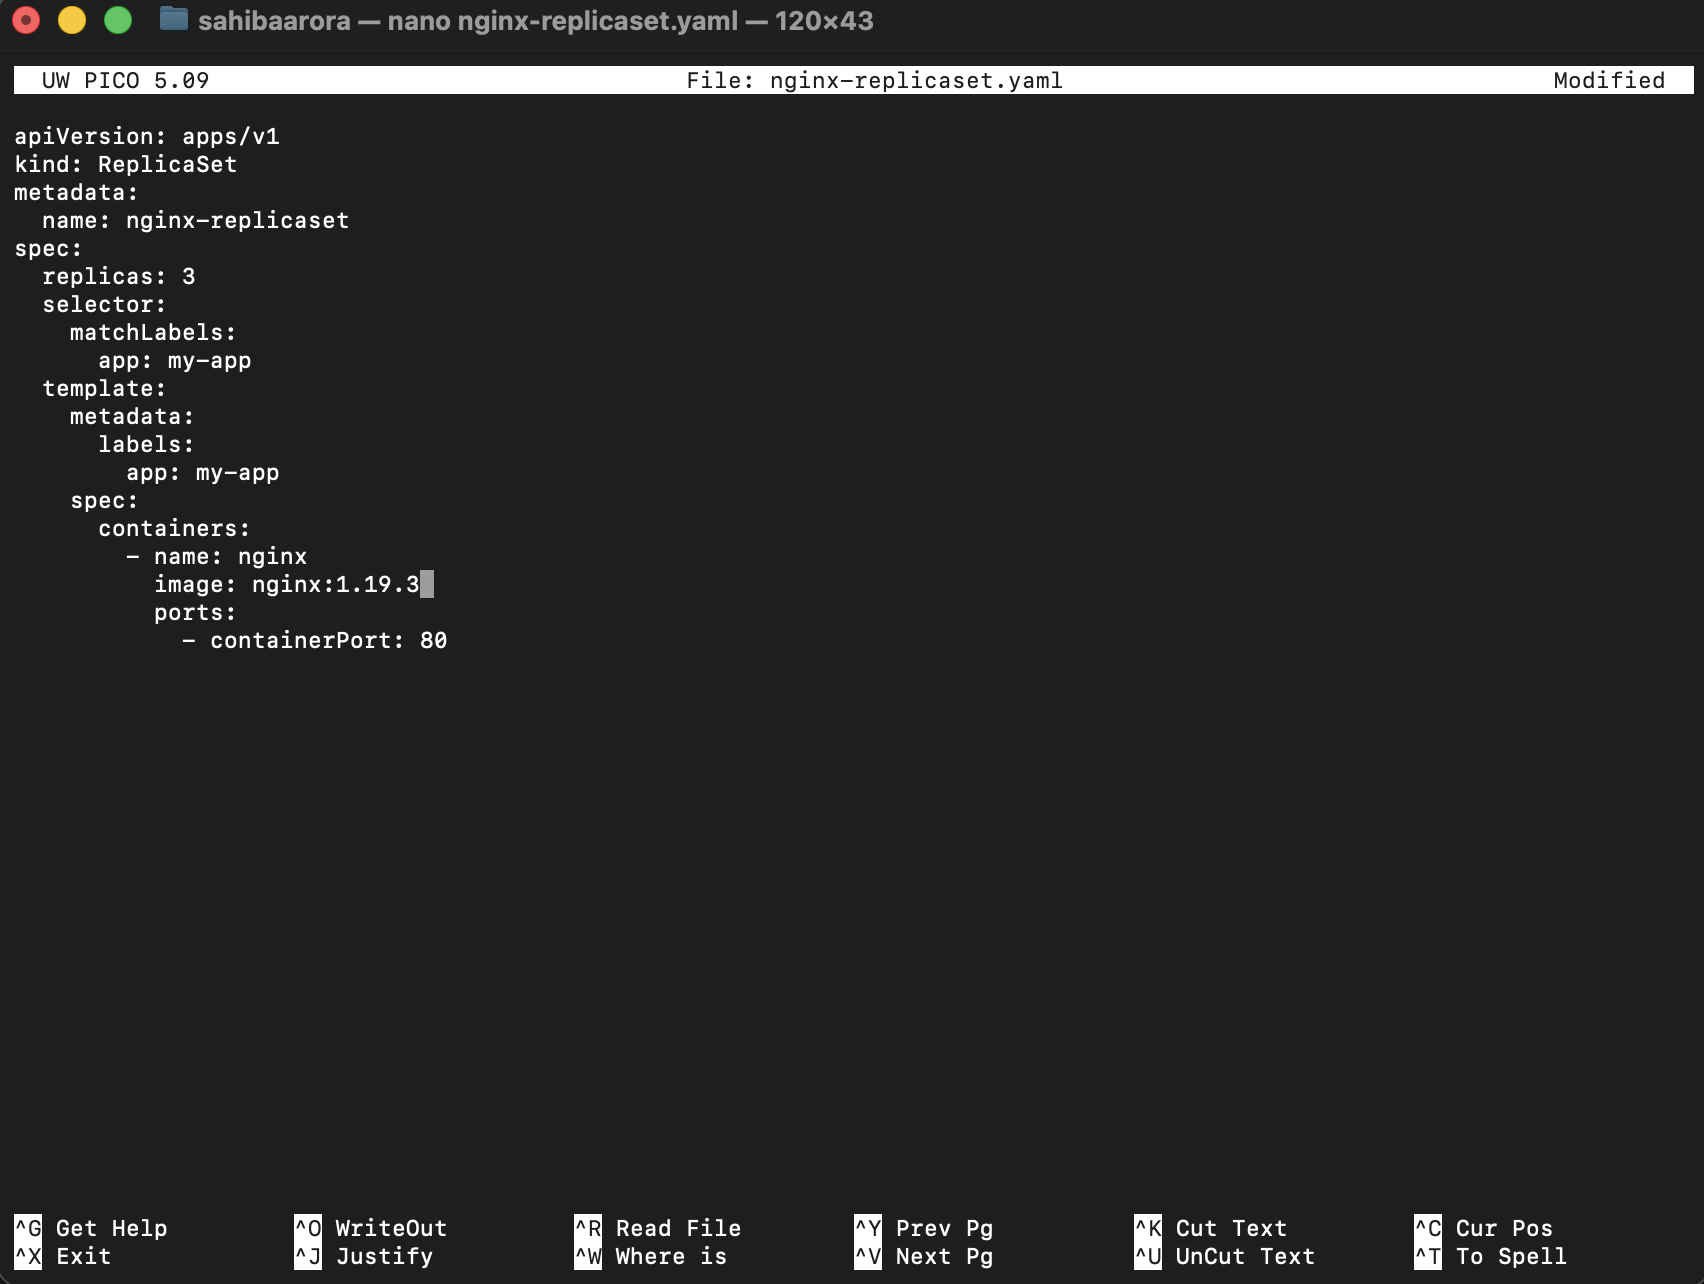 sahibaarora — nano nginx-replicaset.yaml — 120×43
UW PICO 5.09 File: nginx-replicaset.yaml Modified
apiVersion: apps/v1
kind: ReplicaSet
metadata:
  name: nginx-replicaset
spec:
  replicas: 3
  selector:
    matchLabels:
      app: my-app
  template:
    metadata:
      labels:
        app: my-app
    spec:
      containers:
        - name: nginx
          image: nginx:1.19.3
          ports:
            - containerPort: 80
^G Get Help ^O WriteOut ^R Read File ^Y Prev Pg ^K Cut Text ^C Cur Pos
^X Exit ^J Justify ^W Where is ^V Next Pg ^U UnCut Text ^T To Spell